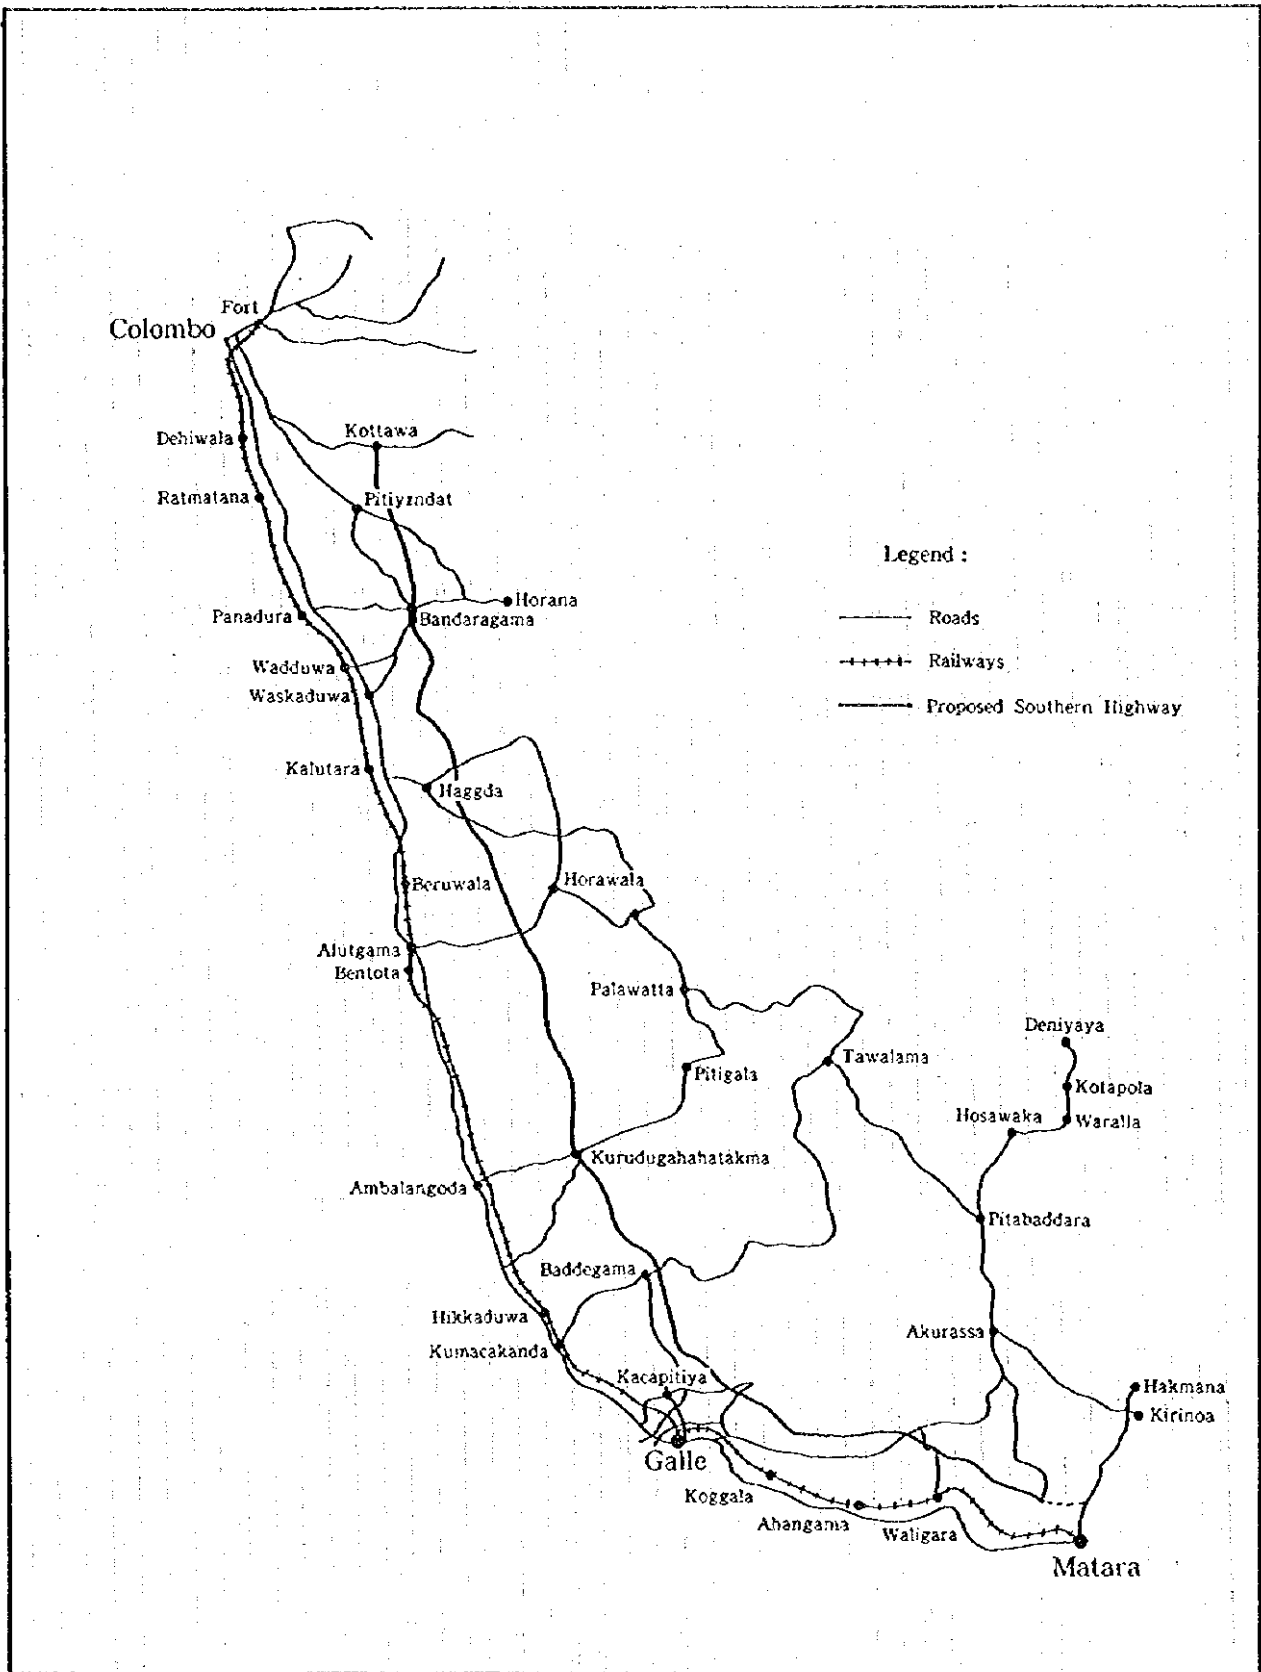 Fort
Colombo
Dehiwala
Kottawa
Ratmatana
Pitiyzndat
Legend :
Horana
Panadura
Bandaragama
Roads
Wadduwa
Railways
Waskaduwa
Proposed Southern Highway
Kalutara
Haggda
Beruwala
Horawala
Alutgama
Bentota
Palawatta
Deniyaya
Tawalama
Pitigala
Kotapola
Hosawaka
Waralla
Kurudugahahatakma
Ambalangoda
Pitabaddara
Baddegama
Hikkaduwa
Akurassa
Kumacakanda
Kacapitiya
Hakmana
Kirinoa
Galle
Koggala
Ahangama
Waligara
Matara